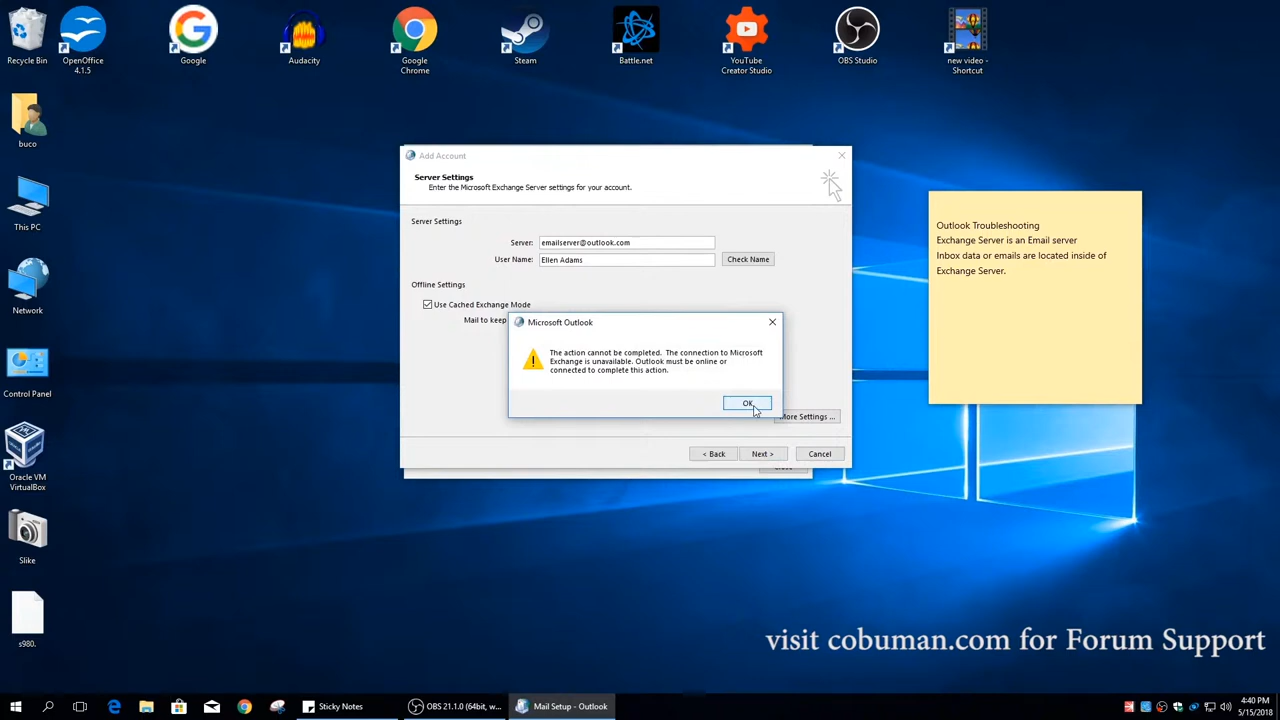 Recycle Bin
OpenOffice
4.1.5
Google
Audacity
Google
Chrome
Steam
Battle.net
YouTube
Creator Studio
OBS Studio
new video -
Shortcut
buco
This PC
Network
Control Panel
Oracle VM
VirtualBox
Slike
s980.
Add Account
Server Settings
Enter the Microsoft Exchange Server settings for your account.
Server Settings
Server: emailserver@outlook.com
User Name: Ellen Adams Check Name
Offline Settings
Use Cached Exchange Mode
Mail to keep
Microsoft Outlook
The action cannot be completed. The connection to Microsoft
Exchange is unavailable. Outlook must be online or
connected to complete this action.
OK
More Settings ...
< Back Next > Cancel
Outlook Troubleshooting
Exchange Server is an Email server
Inbox data or emails are located inside of
Exchange Server.
visit cobuman.com for Forum Support
Sticky Notes
OBS 21.1.0 (64bit, w...
Mail Setup - Outlook
4:40 PM
5/15/2018